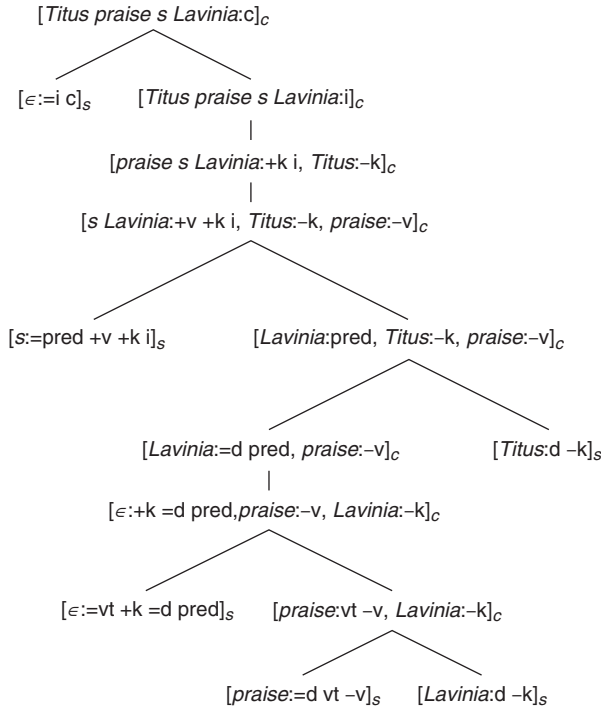 [Titus praise s Lavinia:c]c
[ϵ:=i c]s [Titus praise s Lavinia:i]c
[praise s Lavinia:+k i, Titus:–k]c
[s Lavinia:+v +k i, Titus:–k, praise:–v]c
[s:=pred +v +k i]s [Lavinia:pred, Titus:–k, praise:–v]c
[Lavinia:=d pred, praise:–v]c [Titus:d –k]s
[ϵ:+k =d pred,praise:–v, Lavinia:–k]c
[ϵ:=vt +k =d pred]s [praise:vt –v, Lavinia:–k]c
[praise:=d vt –v]s [Lavinia:d –k]s